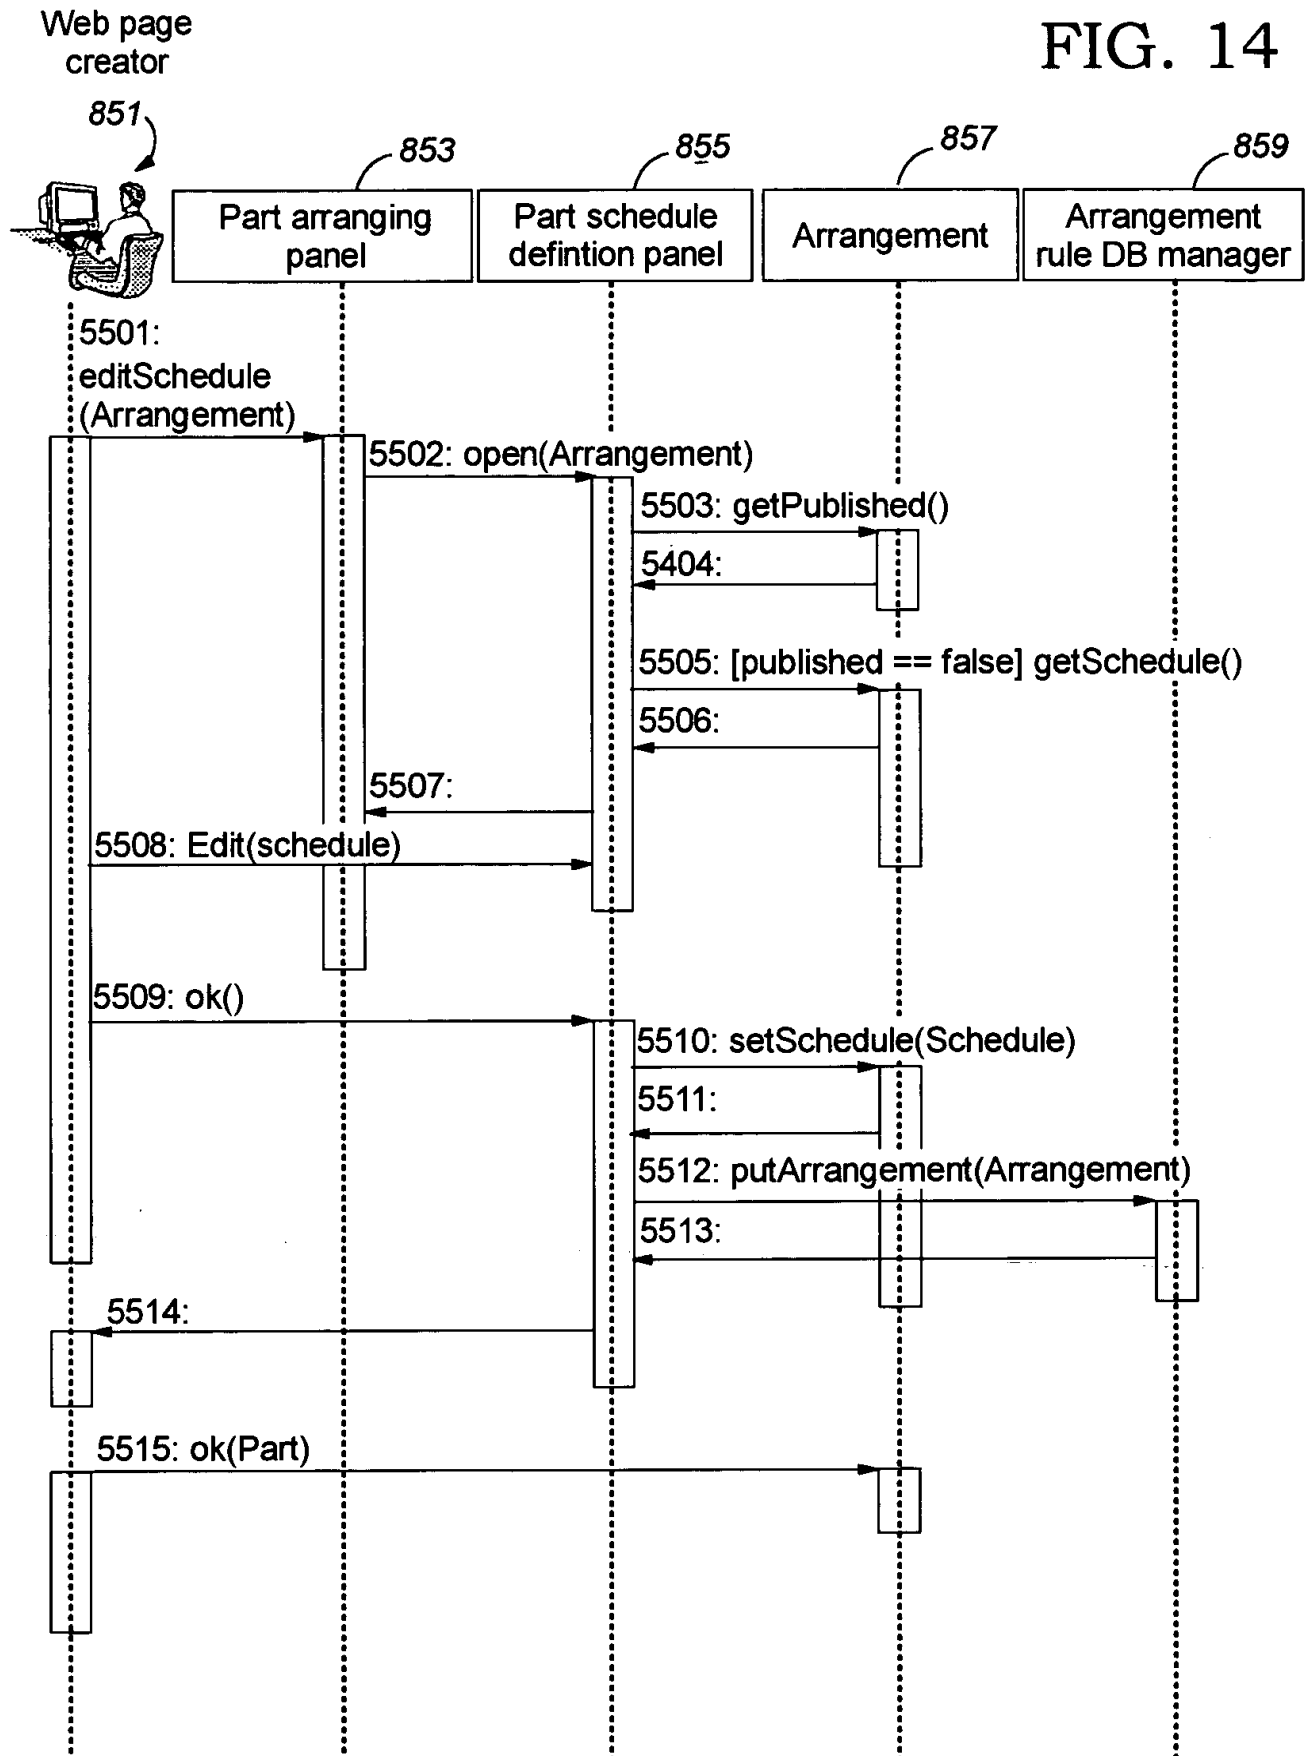 Web page
creator
FIG. 14
851
853
855
857
859
Part arranging
panel
Part schedule
defintion panel
Arrangement
Arrangement
rule DB manager
5501:
editSchedule
(Arrangement)
5502: open(Arrangement)
5503: getPublished()
5404:
5505: [published == false] getSchedule()
5506:
5507:
5508: Edit(schedule)
5509: ok()
5510: setSchedule(Schedule)
5511:
5512: putArrangement(Arrangement)
5513:
5514:
5515: ok(Part)